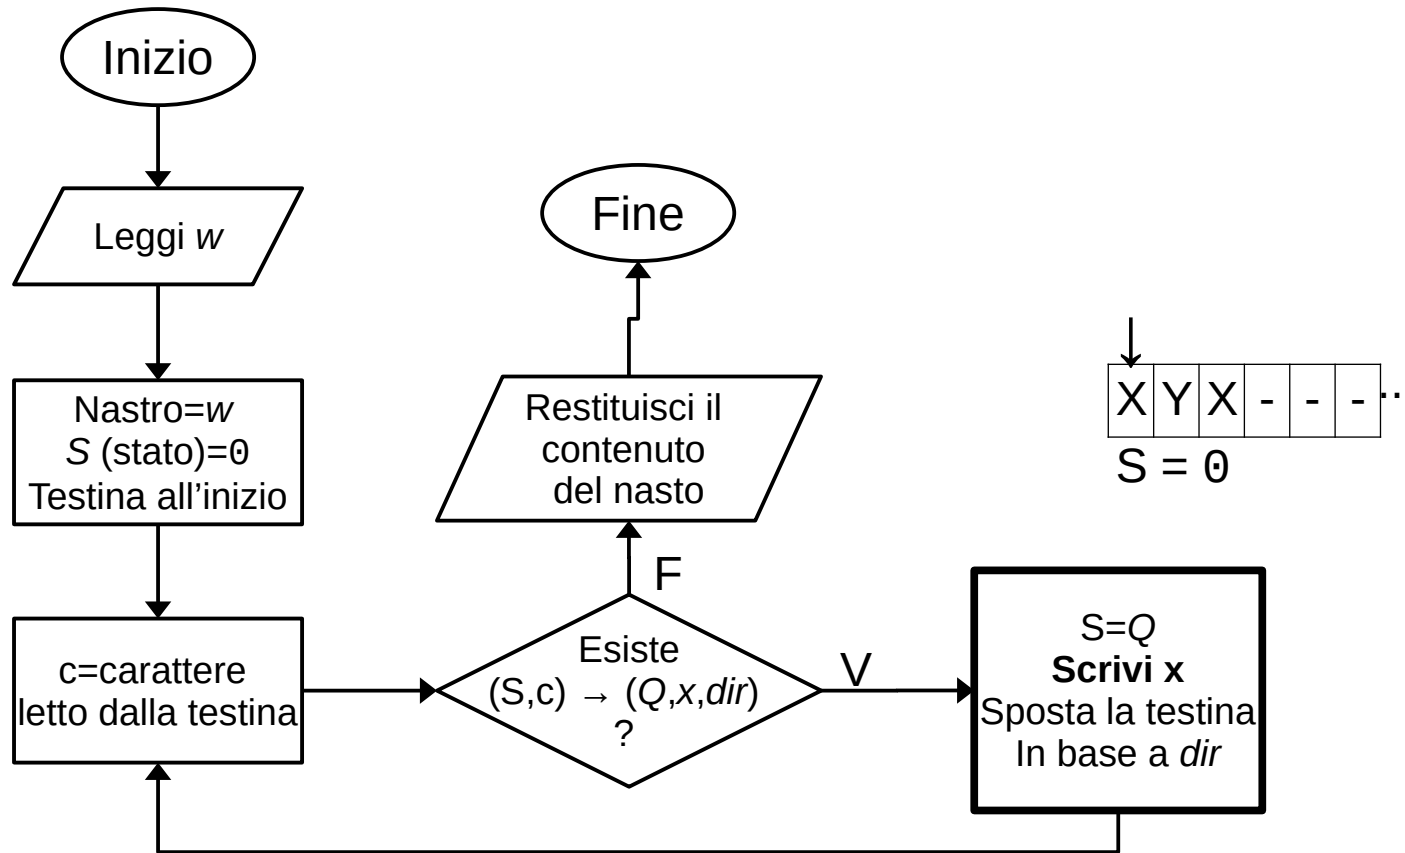 Inizio
Leggi w
Nastro=w
S (stato)=0
Testina all’inizio
c=carattere
letto dalla testina
Fine
Restituisci il
contenuto
del nasto
F
Esiste
(S,c) → (Q,x,dir)
?
V
S=Q
Scrivi x
Sposta la testina
In base a dir
X Y X - - - ..
S = 0